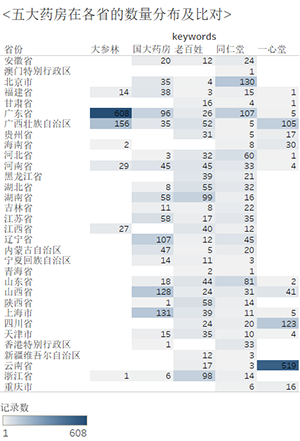 <五大药房在各省的数量分布及比对>
keywords
省份 大参林 国大药房 老百姓 同仁堂 一心堂
安徽省 20 12 24
澳门特别行政区 1
北京市 35 4 130
福建省 14 38 3 15 1
甘肃省 16 4 1
广东省 608 96 26 107 5
广西壮族自治区 156 35 52 5 105
贵州省 31 5 17
海南省 2 8 30
河北省 3 32 60 1
河南省 29 45 45 33 4
黑龙江省 39 21
湖北省 8 55 32
湖南省 58 99 16
吉林省 11 8 22
江苏省 58 17 35
江西省 27 40 12
辽宁省 107 12 45
内蒙古自治区 47 5 20
宁夏回族自治区 14 11 3
青海省 2 1
山东省 18 44 81 2
山西省 128 24 31 41
陕西省 1 58 14
上海市 131 39 11 5
四川省 24 20 123
天津市 15 35 10 4
香港特别行政区 1 33
新疆维吾尔自治区 12 3
云南省 17 3 519
浙江省 1 6 98 14
重庆市 6 16
记录数
1 608